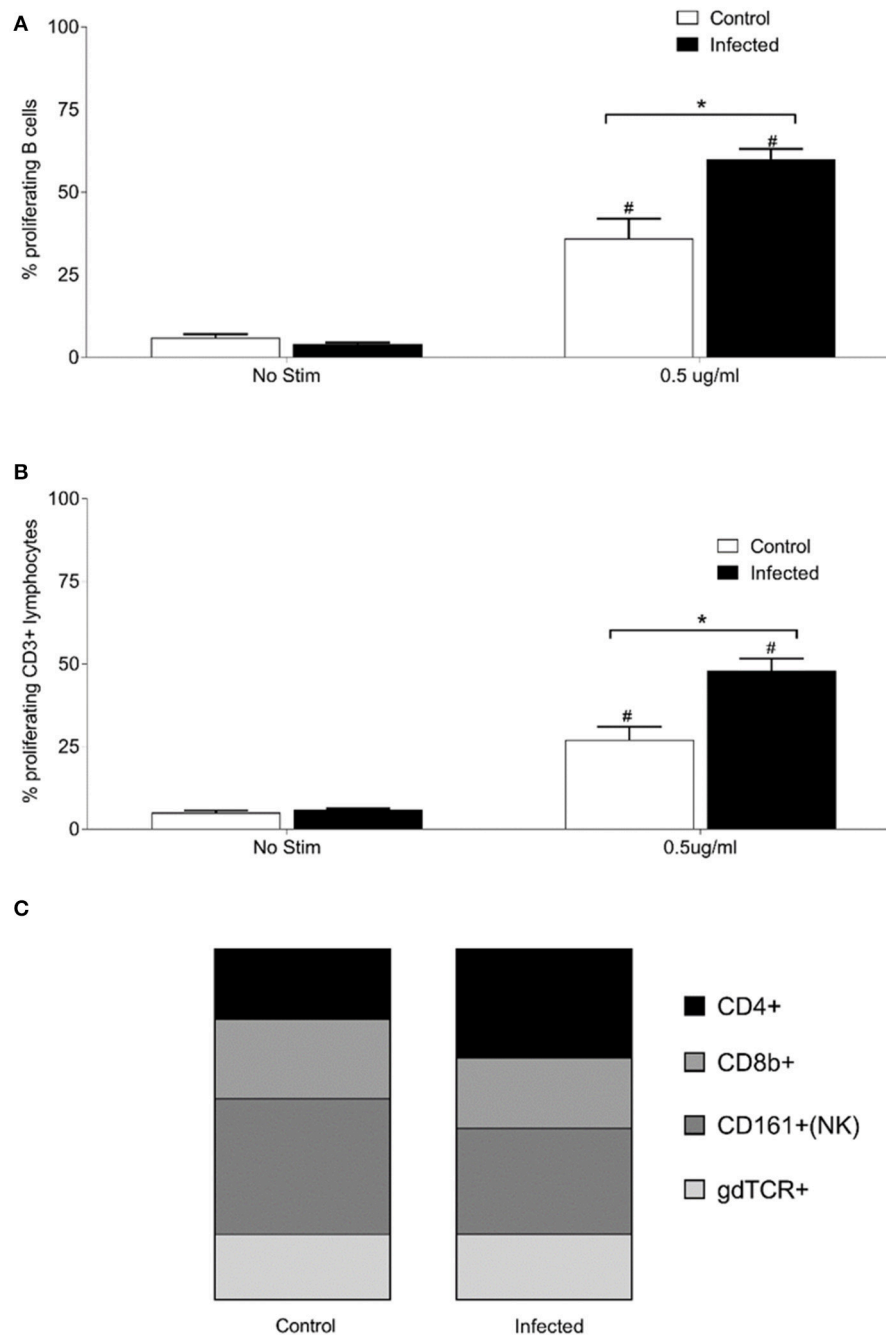 A
Control
Infected
% proliferating B cells
100
75
50
25
0
*
#
#
No Stim
0.5 ug/ml
B
Control
Infected
% proliferating CD3+ lymphocytes
100
75
50
25
0
*
#
#
No Stim
0.5ug/ml
C
CD4+
CD8b+
CD161+(NK)
gdTCR+
Control
Infected